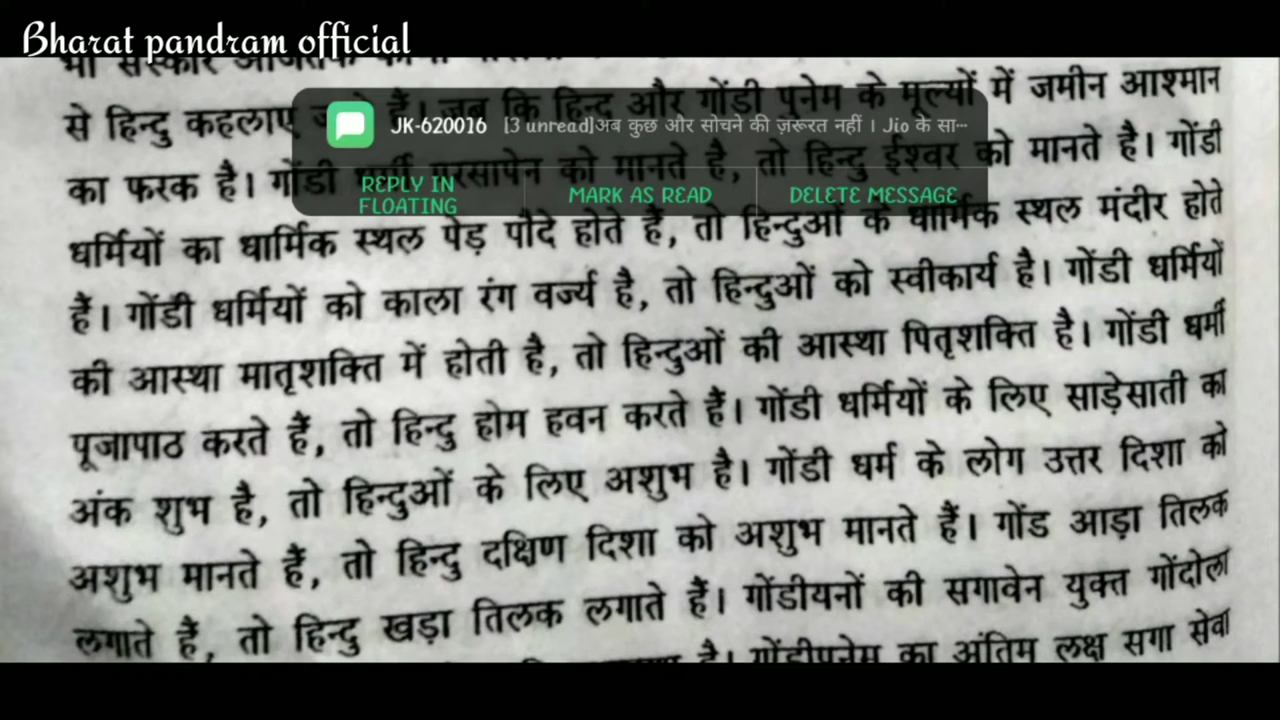 Bharat pandram official
से हिन्दु कहलाए हैं। जब कि हिन्दु और गोंडी पुनेम के मूल्यों में जमीन आश्मान
JK-620016 [3 unread]अब कुछ और सोचने की ज़रूरत नहीं । Jio के सा…
का फरक है। गोंडी धर्मी परसापेन को मानते है, तो हिन्दु ईश्वर को मानते है। गोंडी
REPLY IN FLOATING MARK AS READ DELETE MESSAGE
धर्मियों का धार्मिक स्थल पेड़ पौदे होते है, तो हिन्दुओं के धार्मिक स्थल मंदीर होते
हैं। गोंडी धर्मियों को काला रंग वर्ज्य है, तो हिन्दुओं को स्वीकार्य है। गोंडी धर्मियों
की आस्था मातृशक्ति में होती है, तो हिन्दुओं की आस्था पितृशक्ति है। गोंडी धर्मी
पूजापाठ करते हैं, तो हिन्दु होम हवन करते हैं। गोंडी धर्मियों के लिए साड़ेसाती का
अंक शुभ है, तो हिन्दुओं के लिए अशुभ है। गोंडी धर्म के लोग उत्तर दिशा को
अशुभ मानते हैं, तो हिन्दु दक्षिण दिशा को अशुभ मानते हैं। गोंड आड़ा तिलक
लगाते हैं, तो हिन्दु खड़ा तिलक लगाते हैं। गोंडीयनों की सगावेन युक्त गोंदोला
है। गोंडीपुनेम का अंतिम लक्ष सगा सेवा